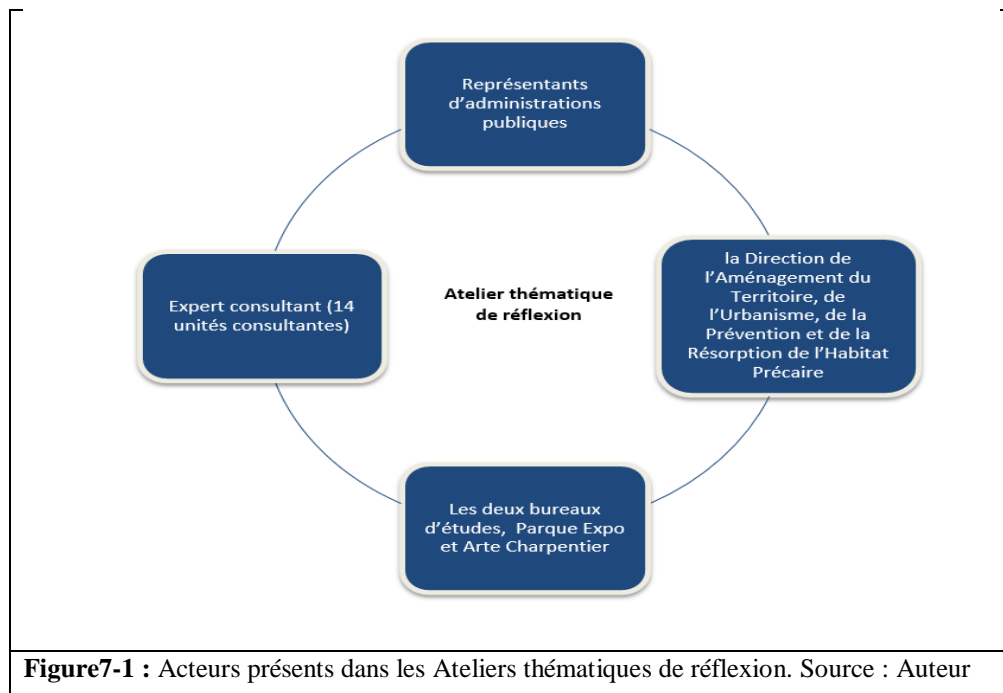 Représentants
d’administrations
publiques
Expert consultant (14
unités consultantes)
Atelier thématique
de réflexion
la Direction de
l’Aménagement du
Territoire, de
l’Urbanisme, de la
Prévention et de la
Résorption de l’Habitat
Précaire
Les deux bureaux
d’études, Parque Expo
et Arte Charpentier
Figure7-1 : Acteurs présents dans les Ateliers thématiques de réflexion. Source : Auteur